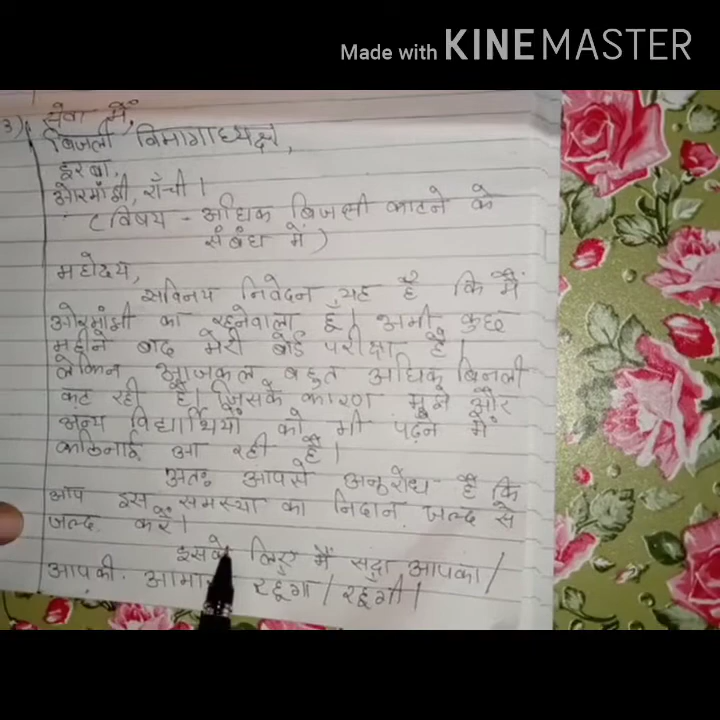 Made with KINEMASTER
3) सेवा में,
बिजली विभागाध्यक्ष,
इरबा,
ओरमाँझी, राँची।
(विषय - अधिक बिजली काटने के
संबंध में)
महोदय,
सविनय निवेदन यह है कि मैं
ओरमांझी का रहनेवाला हूँ। अभी कुछ
महीने बाद मेरी बोर्ड परीक्षा है।
लेकिन आजकल बहुत अधिक बिजली
कट रही है। जिसके कारण मुझे और
अन्य विद्यार्थियों को भी पढ़ने में
कठिनाई आ रही है।
अतः आपसे अनुरोध है कि
आप इस समस्या का निदान जल्द से
जल्द करें।
इसके लिए मैं सदा आपका/
आपकी रहूगा/रहूगी।